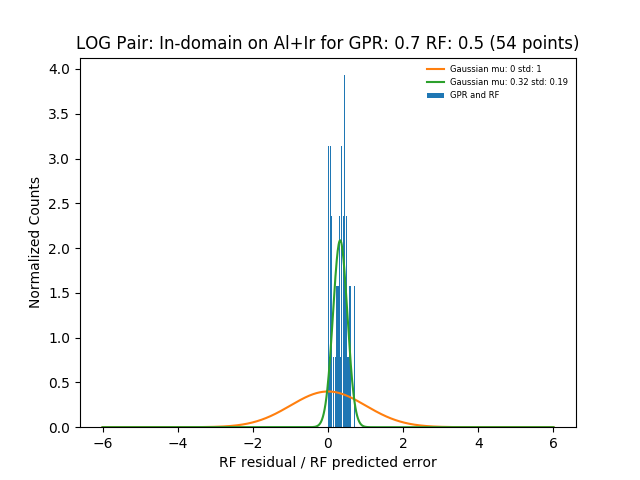 LOG Pair: In-domain on Al+Ir for GPR: 0.7 RF: 0.5 (54 points)
Gaussian mu: 0 std: 1
Gaussian mu: 0.32 std: 0.19
GPR and RF
Normalized Counts
4.0
3.5
3.0
2.5
2.0
1.5
1.0
0.5
0.0
−6 −4 −2 0 2 4 6
RF residual / RF predicted error